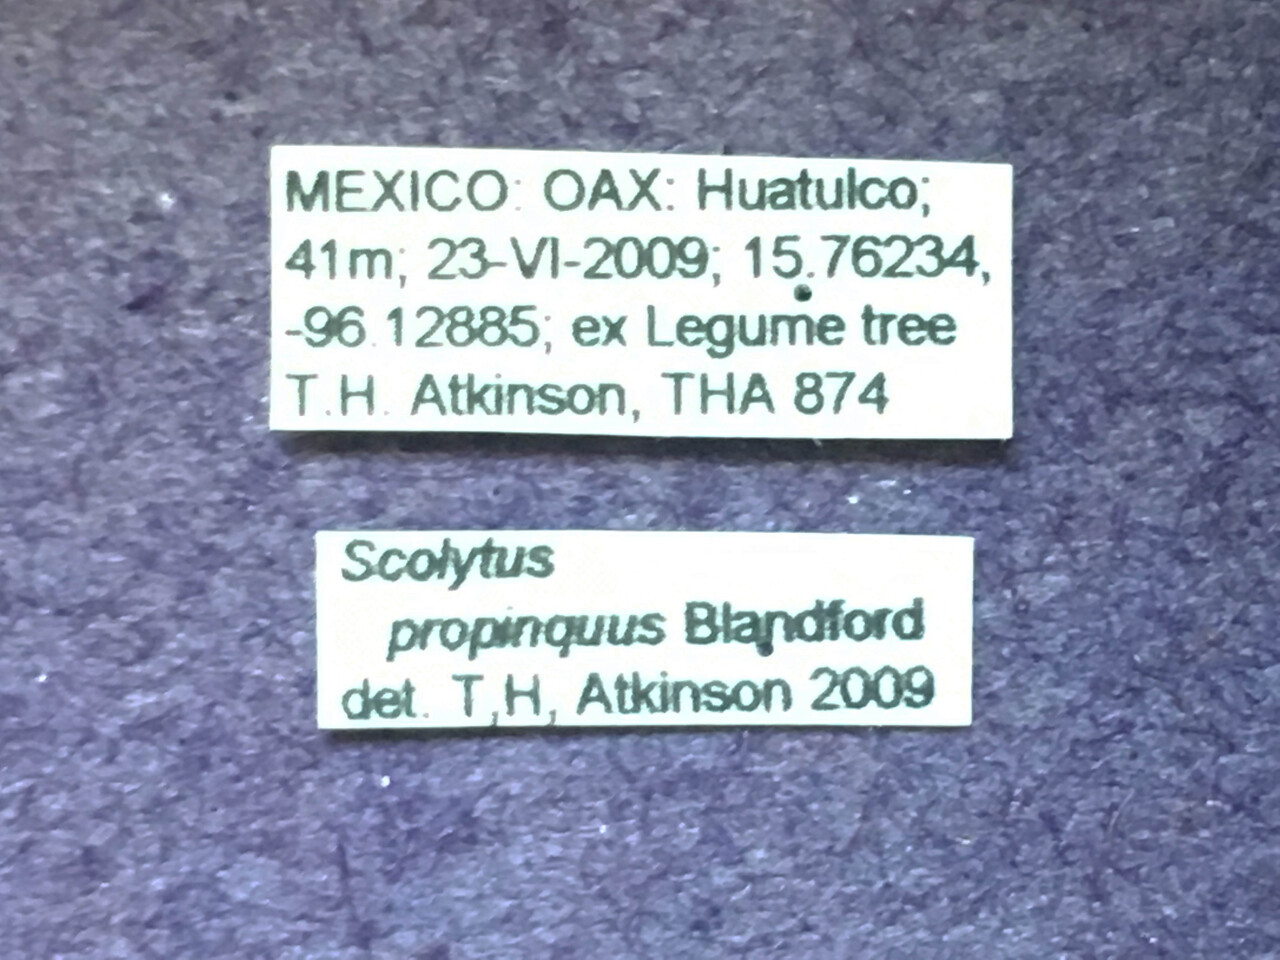 MEXICO: OAX: Huatulco;
41m; 23-VI-2009; 15.76234,
-96.12885; ex Legume tree
T.H. Atkinson, THA 874
Scolytus
propinquus Blandford
det. T,H, Atkinson 2009